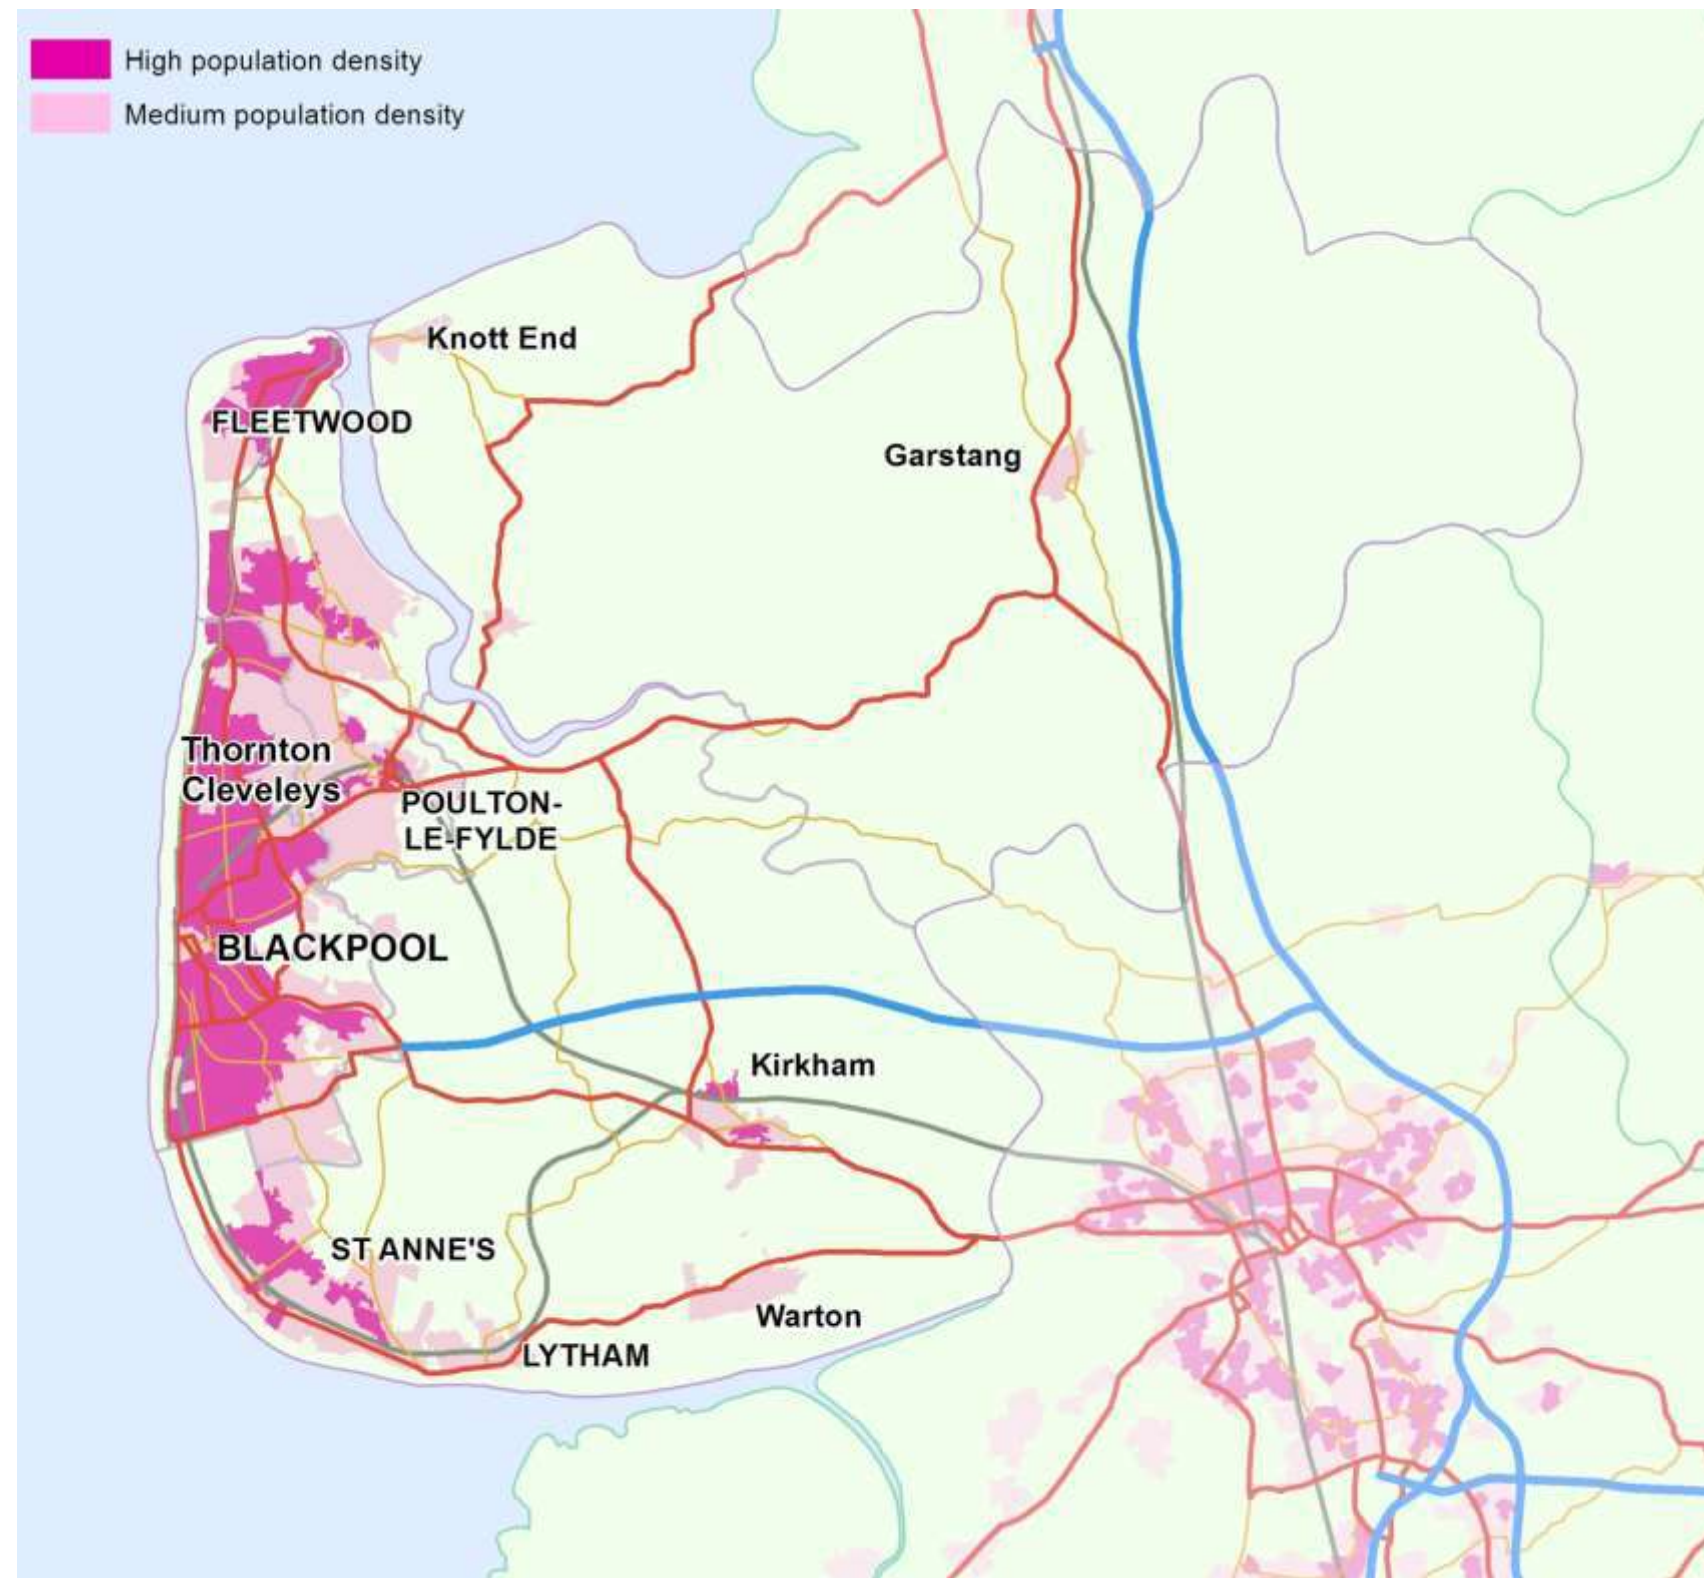 High population density
Medium population density
Knott End
FLEETWOOD
Garstang
Thornton
Cleveleys
POULTON-
LE-FYLDE
BLACKPOOL
Kirkham
ST ANNE'S
Warton
LYTHAM